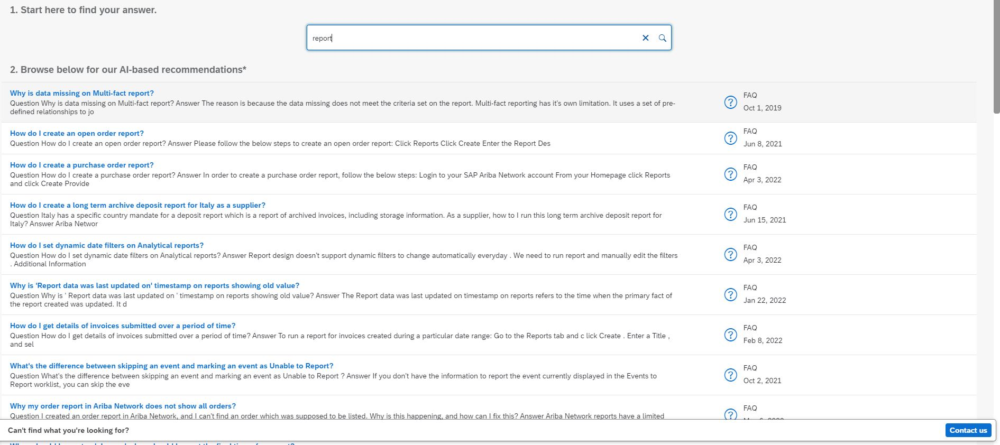 1. Start here to find your answer.
report
2. Browse below for our AI-based recommendations*
Why is data missing on Multi-fact report?
Question Why is data missing on Multi-fact report? Answer The reason is because the data missing does not meet the criteria set on the report. Multi-fact reporting has it's own limitation. It uses a set of pre-
defined relationships to jo
FAQ
Oct 1, 2019
How do I create an open order report?
Question How do I create an open order report? Answer Please follow the below steps to create an open order report: Click Reports Click Create Enter the Report Des
FAQ
Jun 8, 2021
How do I create a purchase order report?
Question How do I create a purchase order report? Answer In order to create a purchase order report, follow the below steps: Login to your SAP Ariba Network account From your Homepage click Reports
and click Create Provide
FAQ
Apr 3, 2022
How do I create a long term archive deposit report for Italy as a supplier?
Question Italy has a specific country mandate for a deposit report which is a report of archived invoices, including storage information. As a supplier, how to I run this long term archive deposit report for
Italy? Answer Ariba Networ
FAQ
Jun 15, 2021
How do I set dynamic date filters on Analytical reports?
Question How do I set dynamic date filters on Analytical reports? Answer Report design doesn't support dynamic filters to change automatically everyday . We need to run report and manually edit the filters
. Additional Information
FAQ
Apr 3, 2022
Why is 'Report data was last updated on' timestamp on reports showing old value?
Question Why is ' Report data was last updated on ' timestamp on reports showing old value? Answer The Report data was last updated on timestamp on reports refers to the time when the primary fact of
the report created was updated. It d
FAQ
Jan 22, 2022
How do I get details of invoices submitted over a period of time?
Question How do I get details of invoices submitted over a period of time? Answer To run a report for invoices created during a particular date range: Go to the Reports tab and c lick Create . Enter a Title ,
and sel
FAQ
Feb 8, 2022
What's the difference between skipping an event and marking an event as Unable to Report?
Question What's the difference between skipping an event and marking an event as Unable to Report ? Answer If you don't have the information to report the event currently displayed in the Events to
Report worklist, you can skip the eve
FAQ
Oct 2, 2021
Why my order report in Ariba Network does not show all orders?
Question I created an order report in Ariba Network, and I can't find an order which was supposed to be listed. Why is this happening, and how can I fix this? Answer Ariba Network reports have a limited
FAQ
Can't find what you're looking for?
Contact us